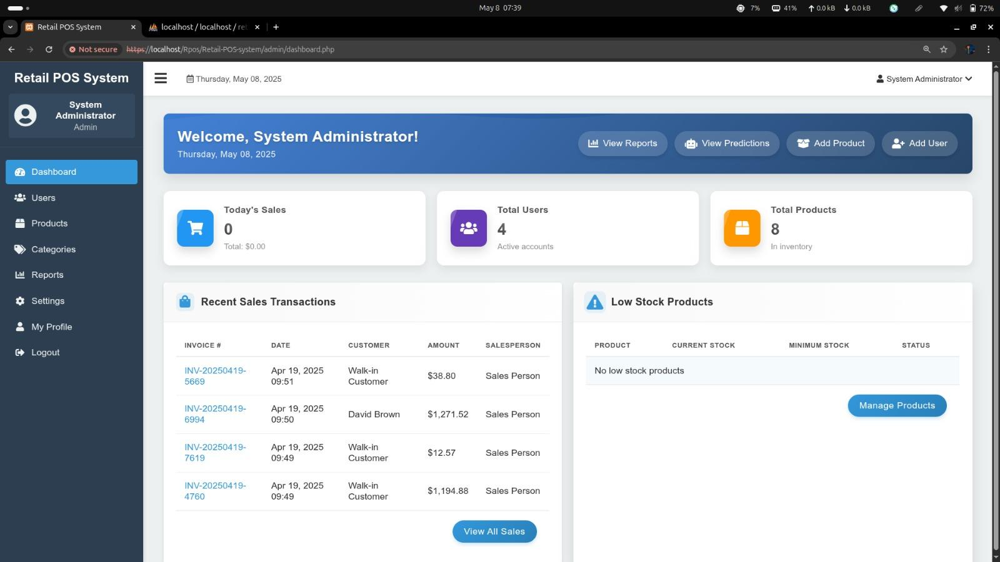 May 8 07:39
7%
41%
0.0 kB
0.0 kB
72%
Retail POS System
localhost / localhost / ret
Not secure
https://localhost/Rpos/Retail-POS-system/admin/dashboard.php
Retail POS System
System
Administrator
Admin
Dashboard
Users
Products
Categories
Reports
Settings
My Profile
Logout
Thursday, May 08, 2025
System Administrator
Welcome, System Administrator!
Thursday, May 08, 2025
View Reports
View Predictions
Add Product
Add User
Today's Sales
0
Total: $0.00
Total Users
4
Active accounts
Total Products
8
In inventory
Recent Sales Transactions
INVOICE # DATE CUSTOMER AMOUNT SALESPERSON
INV-20250419-5669 Apr 19, 2025 09:51 Walk-in Customer $38.80 Sales Person
INV-20250419-6994 Apr 19, 2025 09:50 David Brown $1,271.52 Sales Person
INV-20250419-7619 Apr 19, 2025 09:49 Walk-in Customer $12.57 Sales Person
INV-20250419-4760 Apr 19, 2025 09:49 Walk-in Customer $1,194.88 Sales Person
View All Sales
Low Stock Products
PRODUCT CURRENT STOCK MINIMUM STOCK STATUS
No low stock products
Manage Products